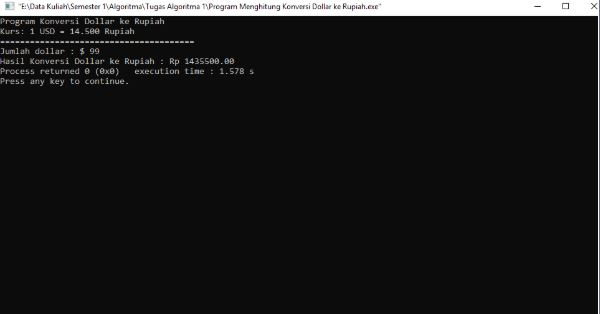 "E:\Data Kuliah\Semester 1\Algoritma\Tugas Algoritma 1\Program Menghitung Konversi Dollar ke Rupiah.exe"
Program Konversi Dollar ke Rupiah
Kurs: 1 USD = 14.500 Rupiah
=======================================
Jumlah dollar : $ 99
Hasil Konversi Dollar ke Rupiah : Rp 1435500.00
Process returned 0 (0x0)   execution time : 1.578 s
Press any key to continue.